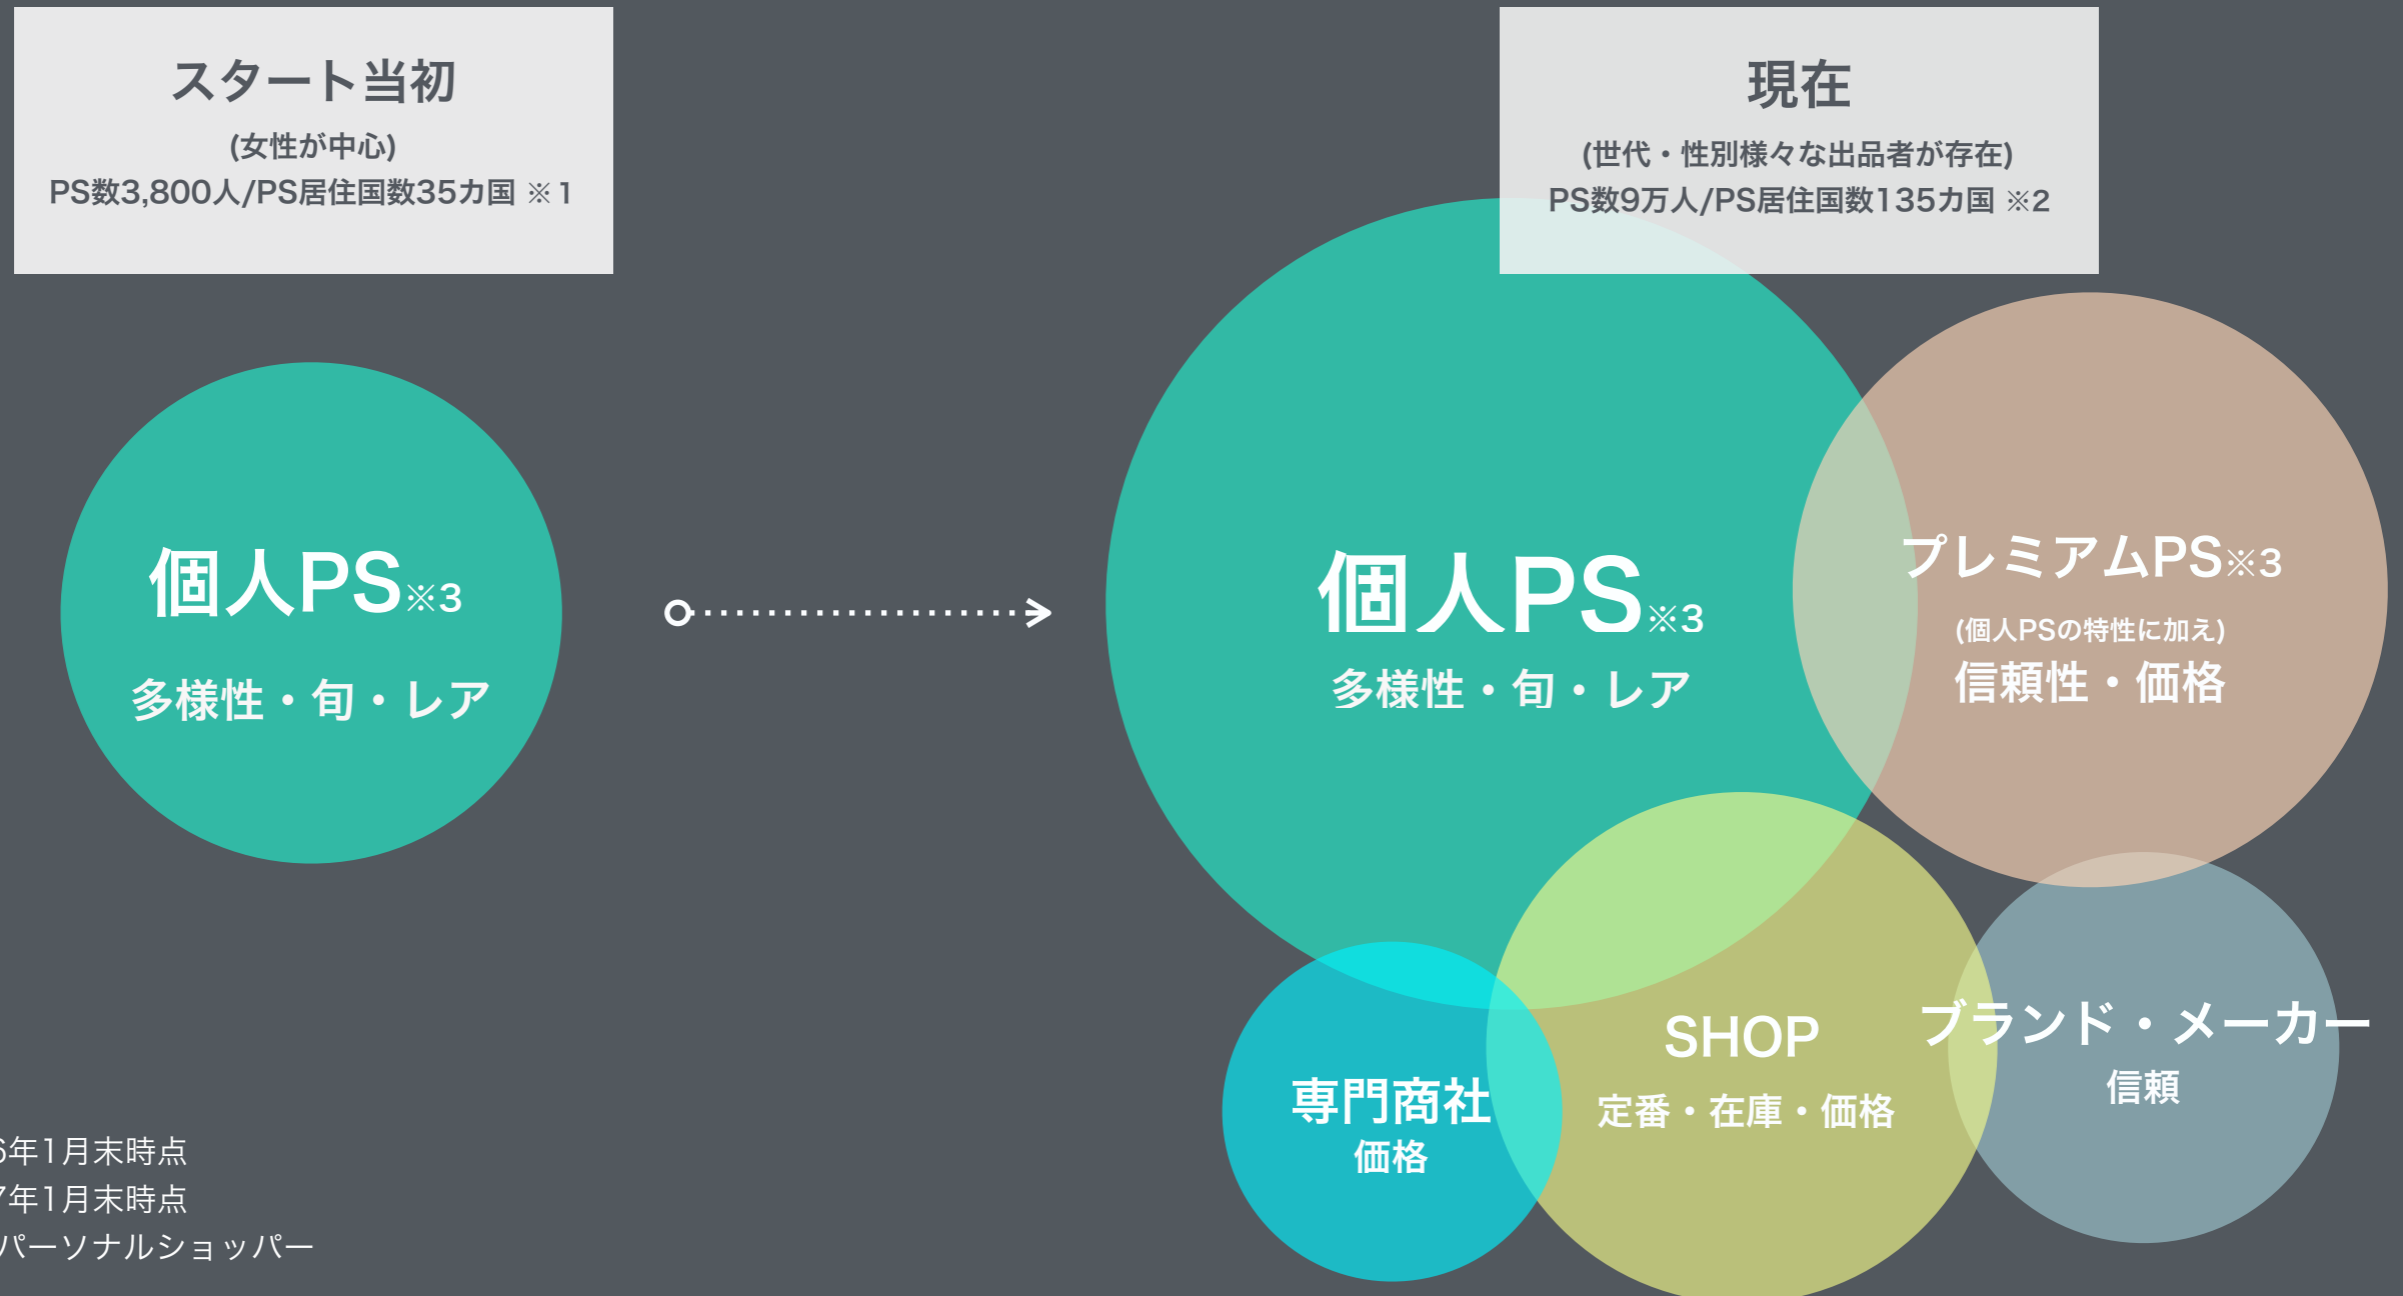 スタート当初
(女性が中心)
PS数3,800人/PS居住国数35カ国 ※1
現在
(世代・性別様々な出品者が存在)
PS数9万人/PS居住国数135カ国 ※2
個人PS※3
多様性・旬・レア
個人PS※3
多様性・旬・レア
プレミアムPS※3
(個人PSの特性に加え)
信頼性・価格
SHOP
定番・在庫・価格
ブランド・メーカー
信頼
専門商社
価格
6年1月末時点
7年1月末時点
パーソナルショッパー